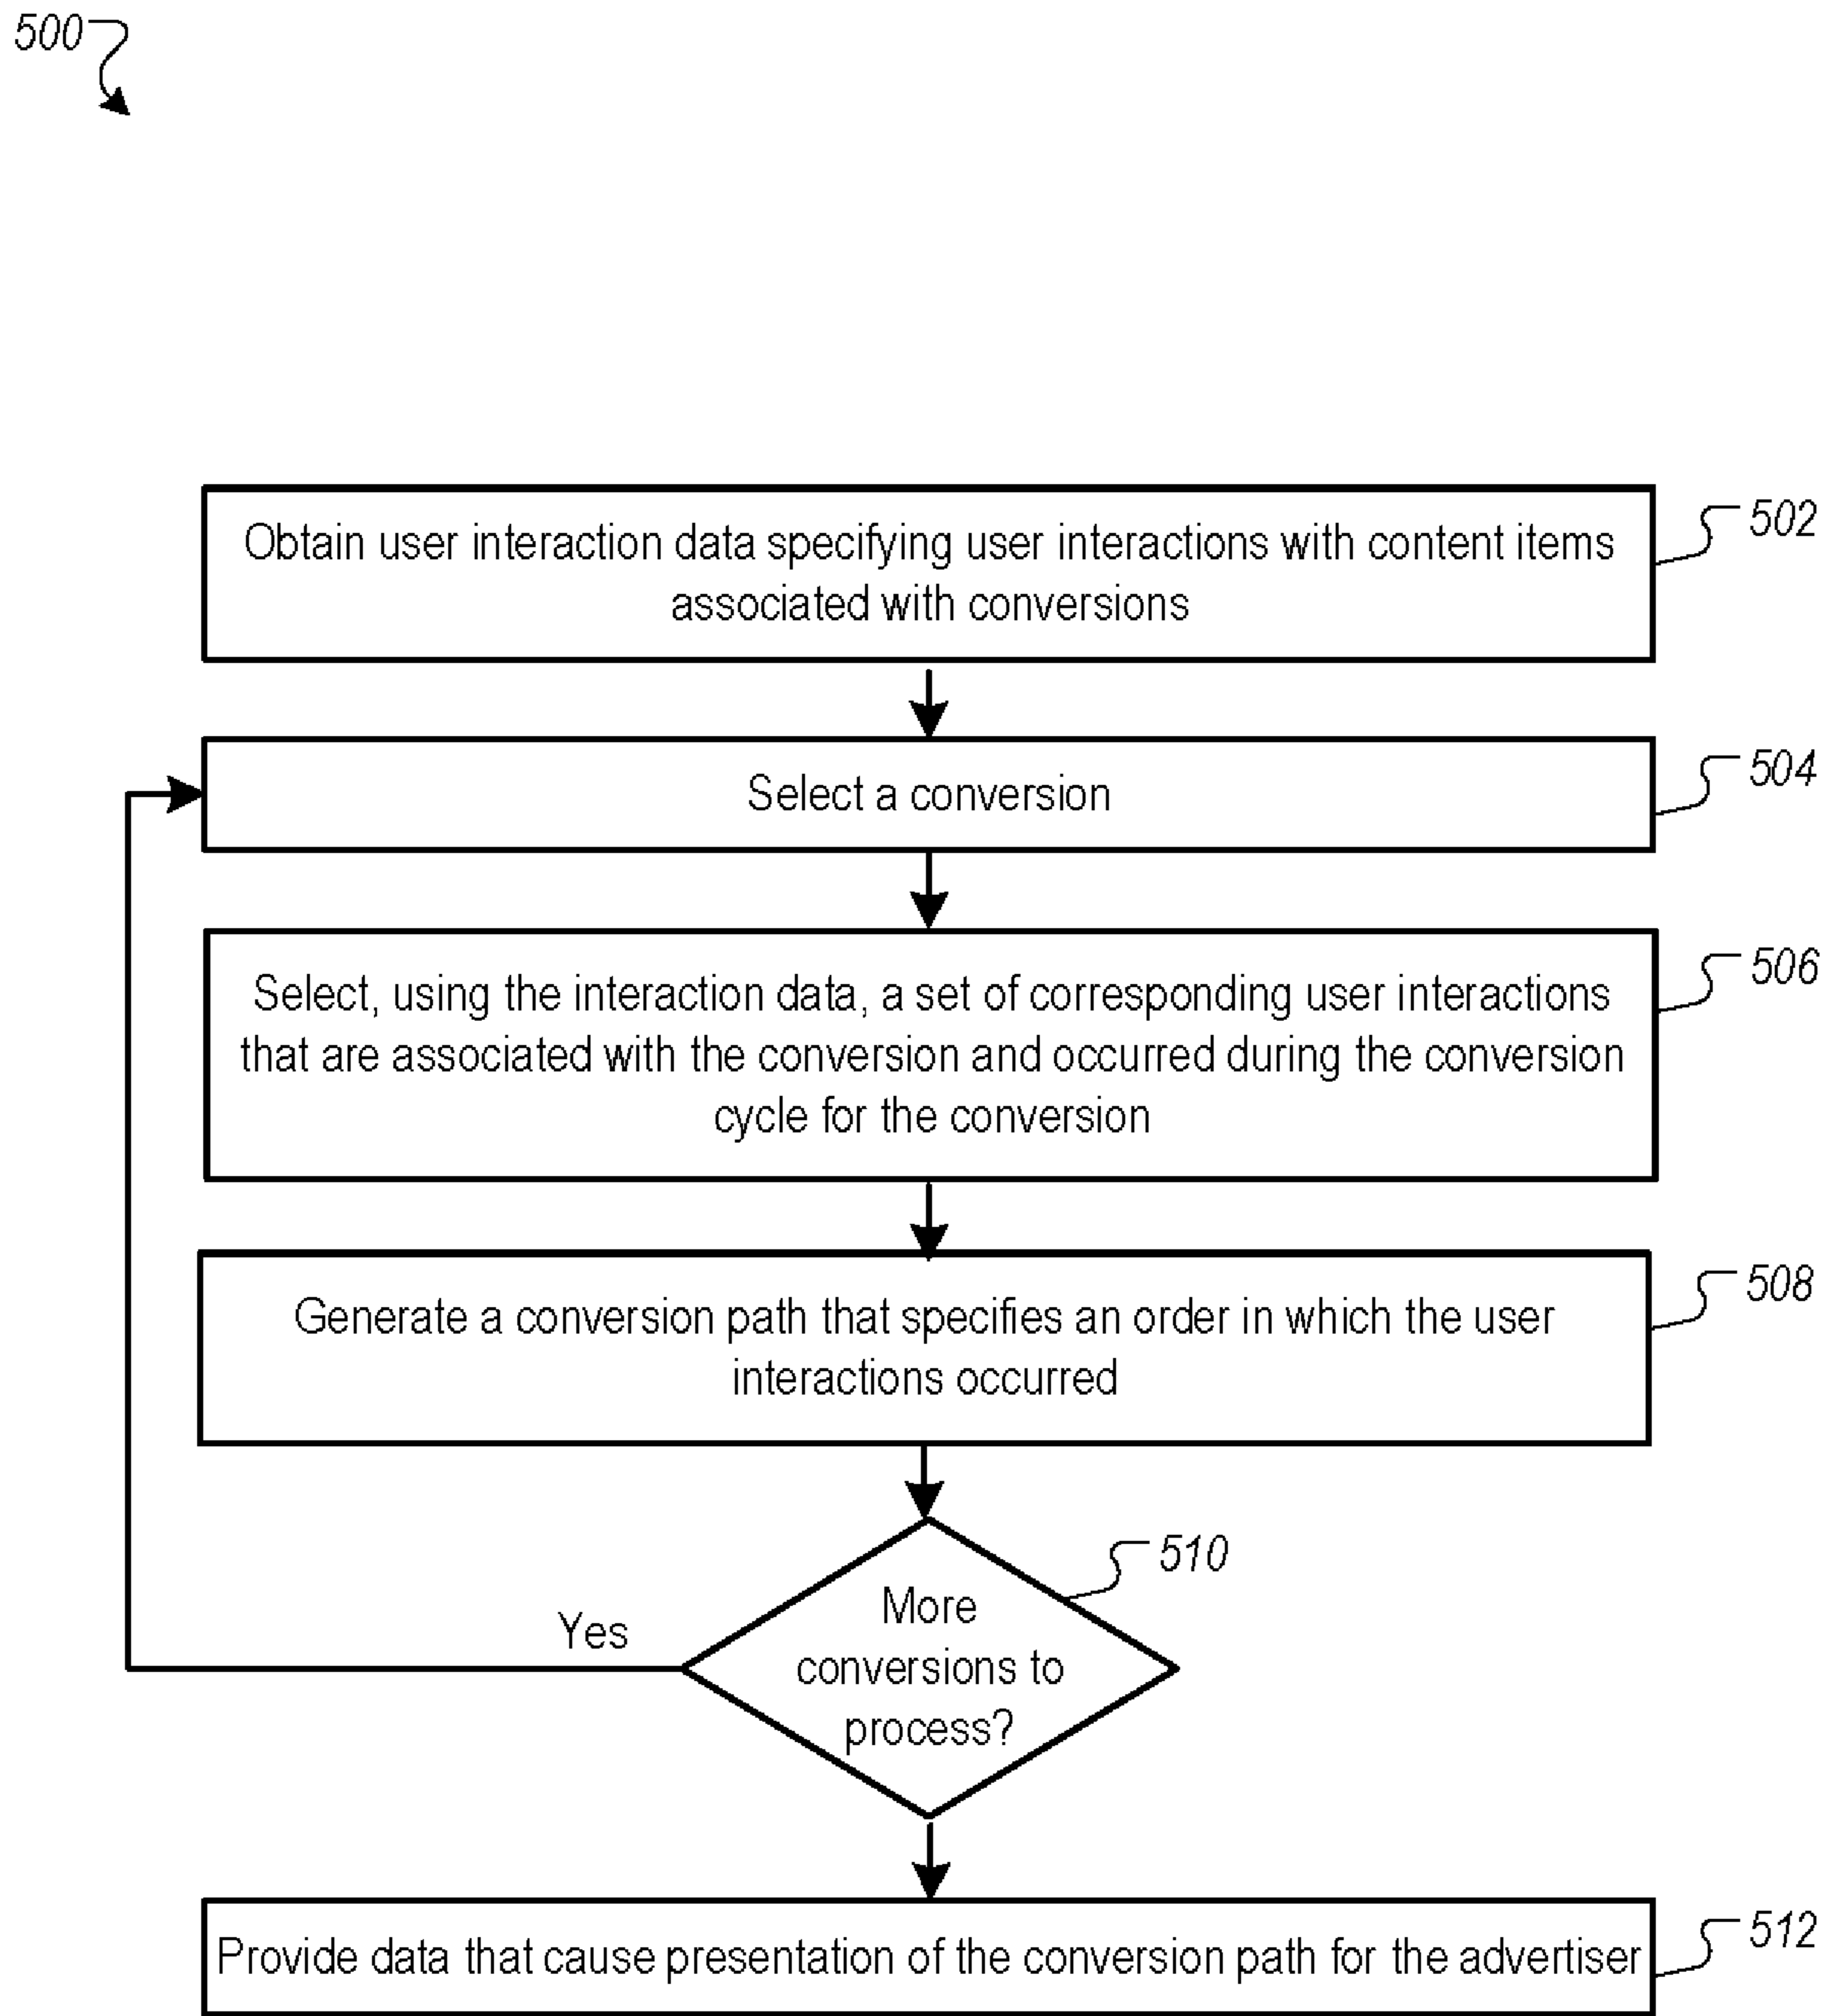 500
Obtain user interaction data specifying user interactions with content items
associated with conversions
502
Select a conversion
504
Select, using the interaction data, a set of corresponding user interactions
that are associated with the conversion and occurred during the conversion
cycle for the conversion
506
Generate a conversion path that specifies an order in which the user
interactions occurred
508
More
conversions to
process?
510
Yes
Provide data that cause presentation of the conversion path for the advertiser
512